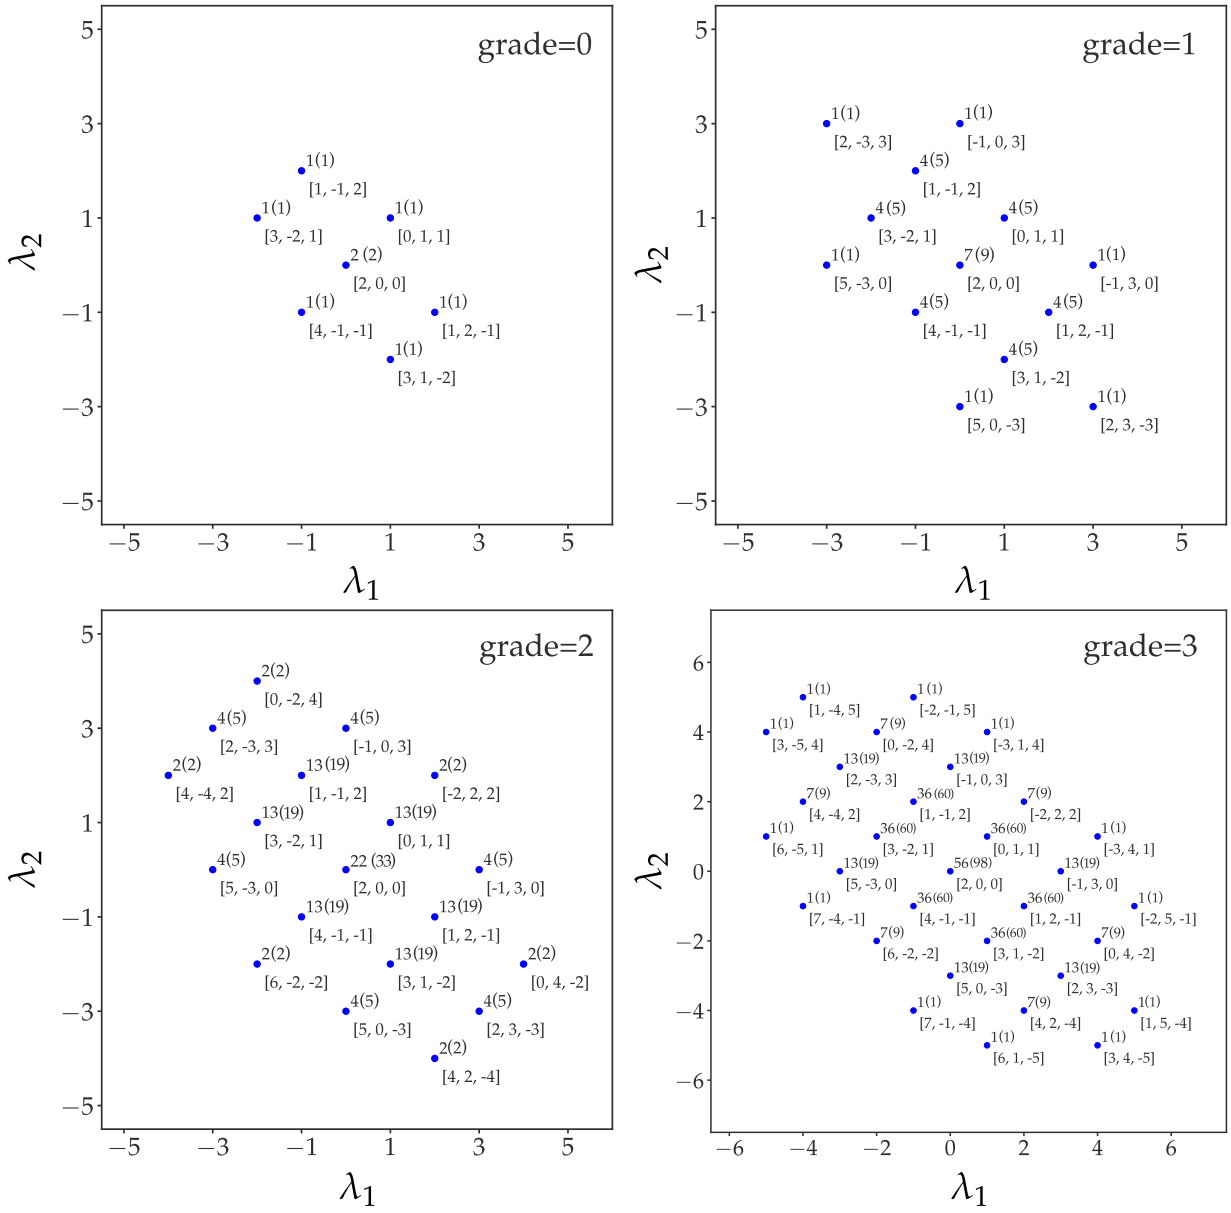 grade=0
5
3
1
−1
−3
−5
λ2
1(1)
[1, -1, 2]
1(1)
[3, -2, 1]
1(1)
[0, 1, 1]
2 (2)
[2, 0, 0]
1(1)
[4, -1, -1]
1(1)
[1, 2, -1]
1(1)
[3, 1, -2]
−5 −3 −1 1 3 5
λ1
grade=1
5
3
1
−1
−3
−5
λ2
1(1)
[2, -3, 3]
1(1)
[-1, 0, 3]
4(5)
[1, -1, 2]
4(5)
[3, -2, 1]
4(5)
[0, 1, 1]
1(1)
[5, -3, 0]
7(9)
[2, 0, 0]
1(1)
[-1, 3, 0]
4(5)
[4, -1, -1]
4(5)
[1, 2, -1]
4(5)
[3, 1, -2]
1(1)
[5, 0, -3]
1(1)
[2, 3, -3]
−5 −3 −1 1 3 5
λ1
grade=2
5
3
1
−1
−3
−5
λ2
2(2)
[0, -2, 4]
4(5)
[2, -3, 3]
4(5)
[-1, 0, 3]
2(2)
[4, -4, 2]
13(19)
[1, -1, 2]
2(2)
[-2, 2, 2]
13(19)
[3, -2, 1]
13(19)
[0, 1, 1]
4(5)
[5, -3, 0]
22 (33)
[2, 0, 0]
4(5)
[-1, 3, 0]
13(19)
[4, -1, -1]
13(19)
[1, 2, -1]
2(2)
[6, -2, -2]
13(19)
[3, 1, -2]
2(2)
[0, 4, -2]
4(5)
[5, 0, -3]
4(5)
[2, 3, -3]
2(2)
[4, 2, -4]
−5 −3 −1 1 3 5
λ1
grade=3
6
4
2
0
−2
−4
−6
λ2
1(1)
[1, -4, 5]
1(1)
[-2, -1, 5]
1(1)
[3, -5, 4]
7(9)
[0, -2, 4]
1(1)
[-3, 1, 4]
13(19)
[2, -3, 3]
13(19)
[-1, 0, 3]
7(9)
[4, -4, 2]
36(60)
[1, -1, 2]
7(9)
[-2, 2, 2]
1(1)
[6, -5, 1]
36(60)
[3, -2, 1]
36(60)
[0, 1, 1]
1(1)
[-3, 4, 1]
13(19)
[5, -3, 0]
56(98)
[2, 0, 0]
13(19)
[-1, 3, 0]
1(1)
[7, -4, -1]
36(60)
[4, -1, -1]
36(60)
[1, 2, -1]
1(1)
[-2, 5, -1]
7(9)
[6, -2, -2]
36(60)
[3, 1, -2]
7(9)
[0, 4, -2]
13(19)
[5, 0, -3]
13(19)
[2, 3, -3]
1(1)
[7, -1, -4]
7(9)
[4, 2, -4]
1(1)
[1, 5, -4]
1(1)
[6, 1, -5]
1(1)
[3, 4, -5]
−6 −4 −2 0 2 4 6
λ1